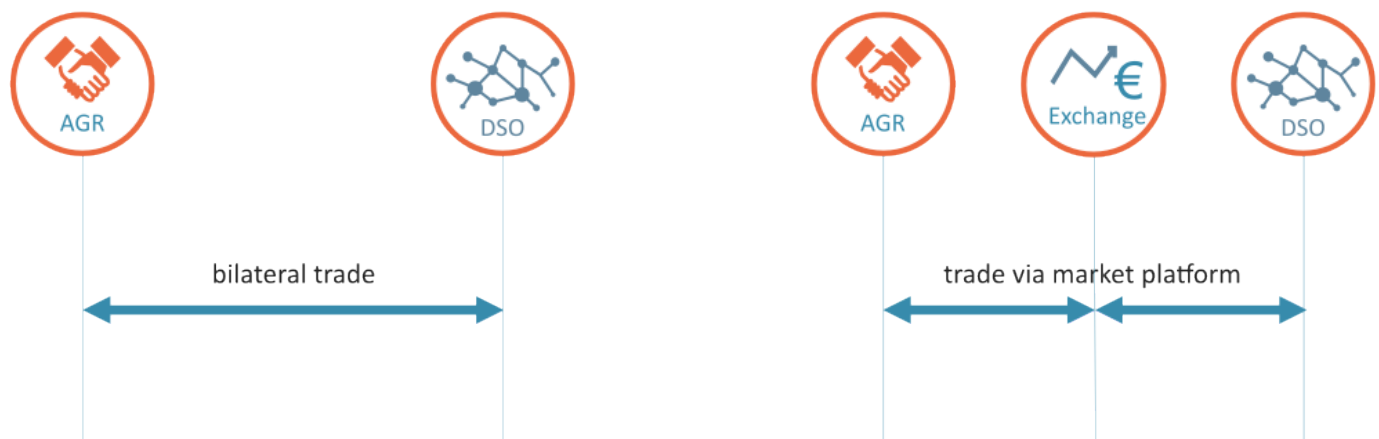 AGR
DSO
bilateral trade
AGR
€
Exchange
DSO
trade via market platform